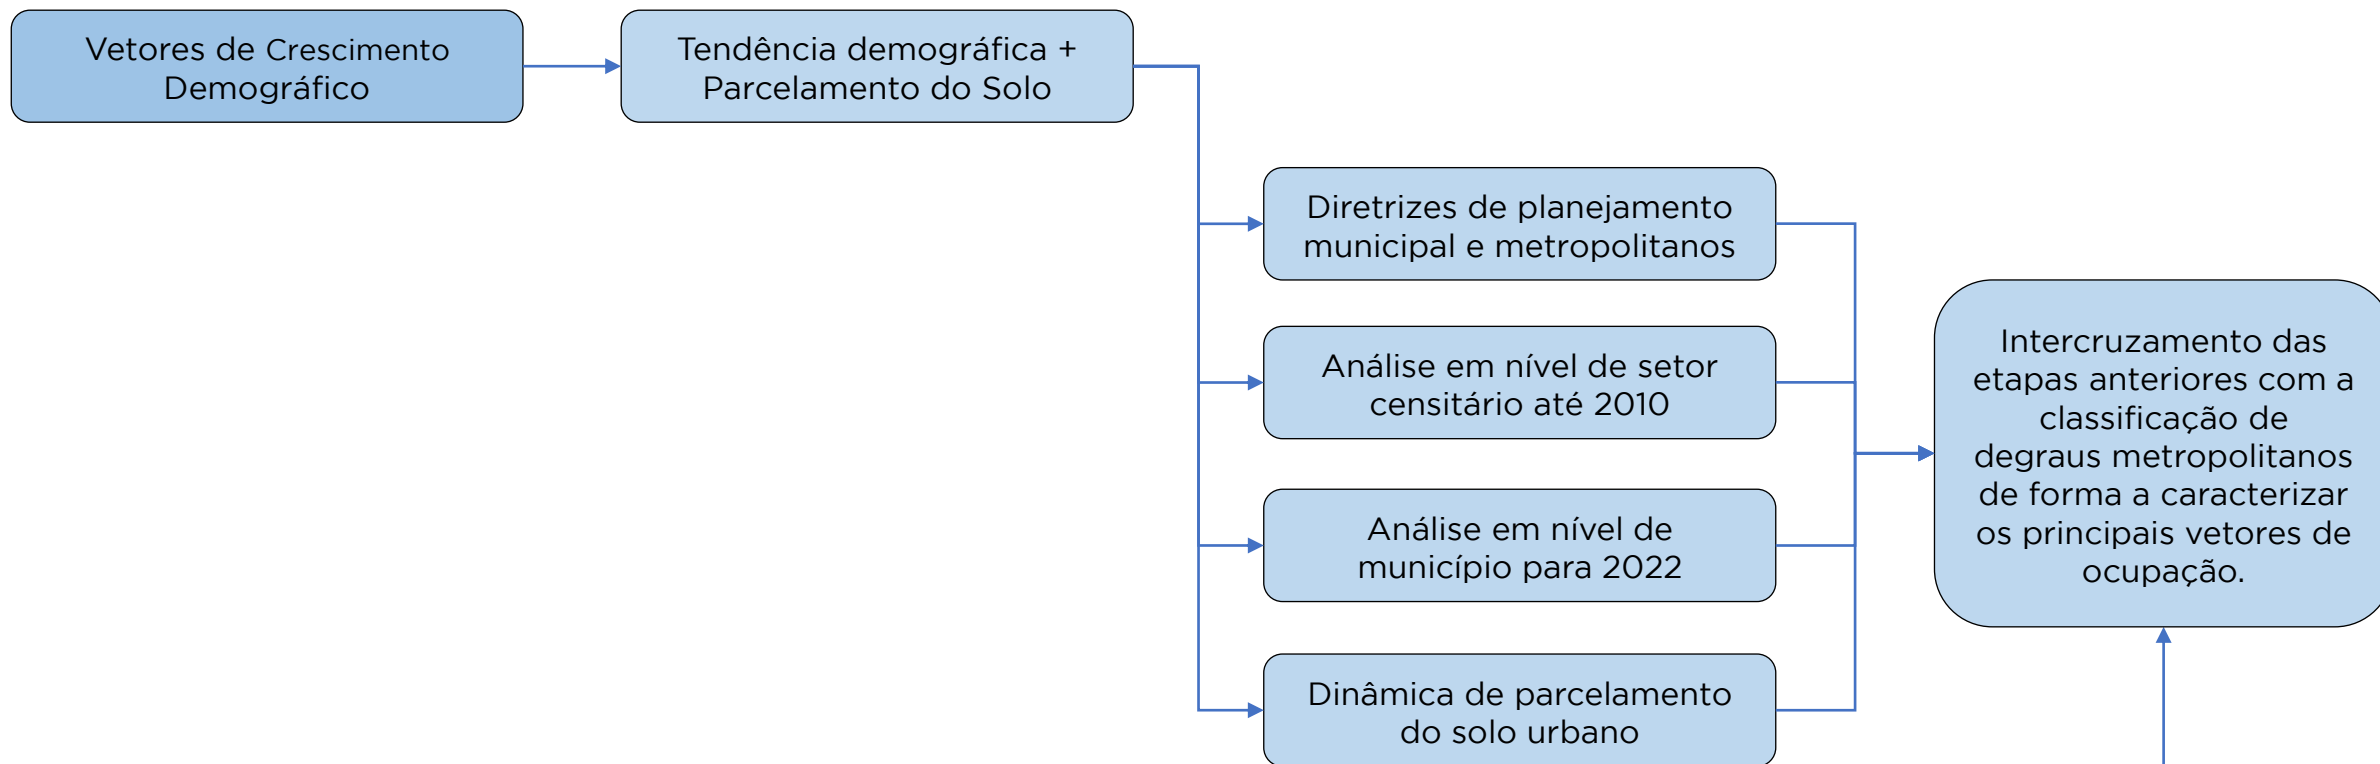 Vetores de Crescimento
Demográfico
Tendência demográfica +
Parcelamento do Solo
Diretrizes de planejamento
municipal e metropolitanos
Análise em nível de setor
censitário até 2010
Análise em nível de
município para 2022
Dinâmica de parcelamento
do solo urbano
Intercruzamento das
etapas anteriores com a
classificação de
degraus metropolitanos
de forma a caracterizar
os principais vetores de
ocupação.